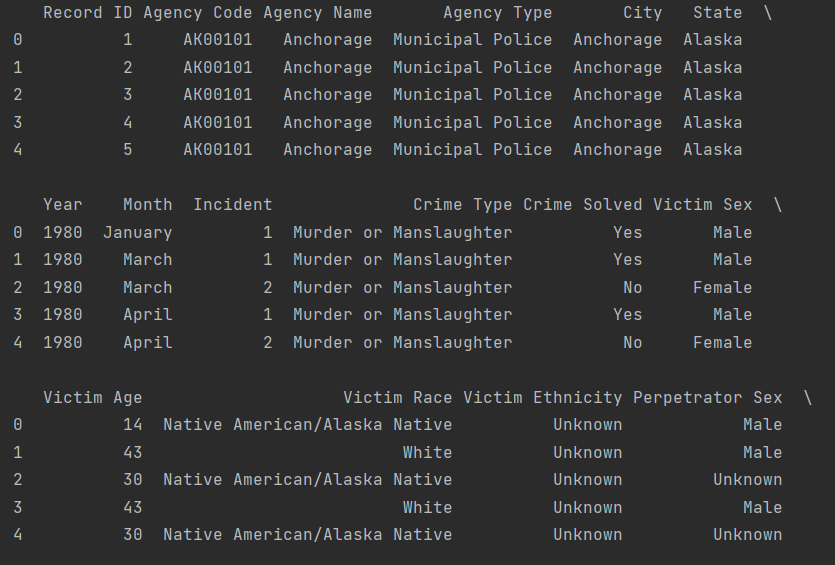 Record ID Agency Code Agency Name       Agency Type       City   State  \
0          1     AK00101   Anchorage  Municipal Police  Anchorage  Alaska
1          2     AK00101   Anchorage  Municipal Police  Anchorage  Alaska
2          3     AK00101   Anchorage  Municipal Police  Anchorage  Alaska
3          4     AK00101   Anchorage  Municipal Police  Anchorage  Alaska
4          5     AK00101   Anchorage  Municipal Police  Anchorage  Alaska

   Year    Month  Incident              Crime Type Crime Solved Victim Sex  \
0  1980  January         1  Murder or Manslaughter          Yes       Male
1  1980    March         1  Murder or Manslaughter          Yes       Male
2  1980    March         2  Murder or Manslaughter           No     Female
3  1980    April         1  Murder or Manslaughter          Yes       Male
4  1980    April         2  Murder or Manslaughter           No     Female

   Victim Age                    Victim Race Victim Ethnicity Perpetrator Sex  \
0          14  Native American/Alaska Native          Unknown            Male
1          43                          White          Unknown            Male
2          30  Native American/Alaska Native          Unknown         Unknown
3          43                          White          Unknown            Male
4          30  Native American/Alaska Native          Unknown         Unknown